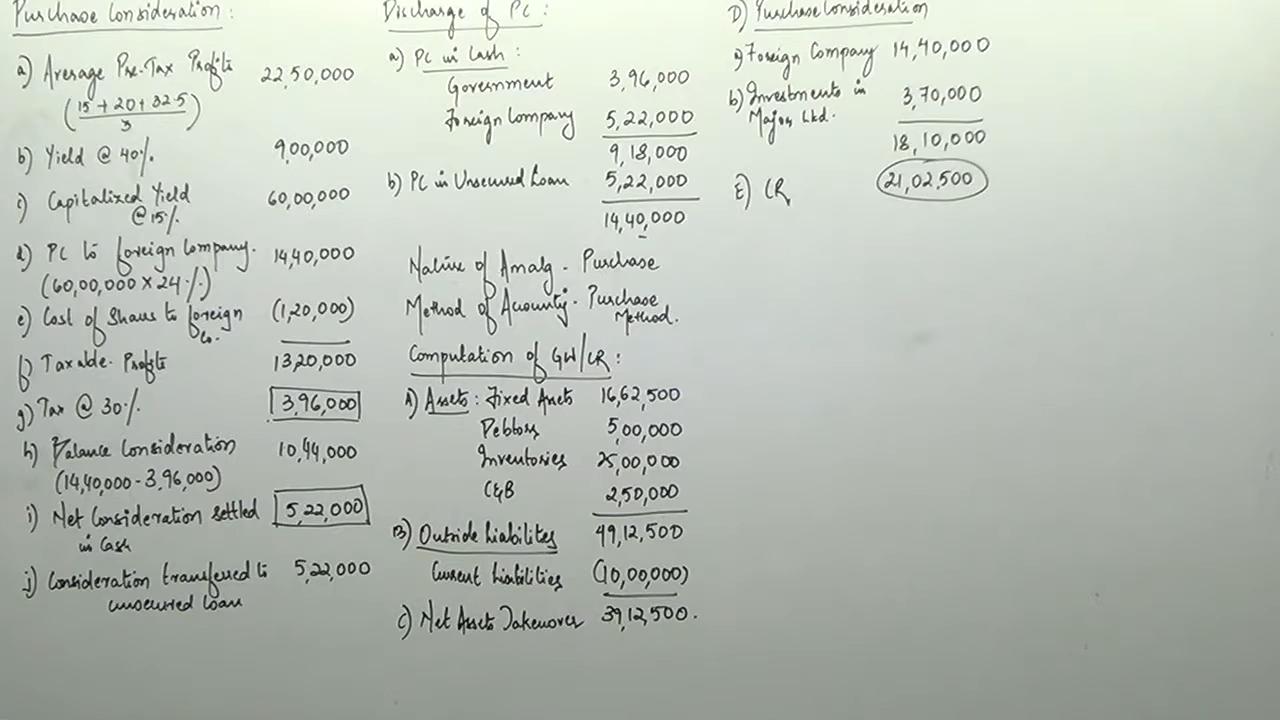 Purchase Consideration:
a) Average Pre-Tax Profits 22,50,000
(15 + 20 + 32.5 / 3)
b) Yield @ 40% 9,00,000
c) Capitalized Yield 60,00,000
@ 15%
d) PC to foreign Company. 14,40,000
(60,00,000 × 24%)
e) Cost of Shares to foreign (1,20,000)
Co.
f) Taxable Profits 13,20,000
g) Tax @ 30% 3,96,000
h) Balance Consideration 10,44,000
(14,40,000 - 3,96,000)
i) Net Consideration settled 5,22,000
in Cash
j) Consideration transferred to 5,22,000
unsecured loan
Discharge of PC:
a) PC in Cash:
Government 3,96,000
Foreign Company 5,22,000
9,18,000
b) PC in Unsecured Loan 5,22,000
14,40,000
Nature of Amalg - Purchase
Method of Accounting - Purchase
Method.
Computation of GW/CR:
A) Assets: Fixed Assets 16,62,500
Debtors 5,00,000
Inventories 25,00,000
C&B 2,50,000
49,12,500
B) Outside Liabilities
Current Liabilities (10,00,000)
C) Net Assets Takenover 39,12,500.
D) Purchase Consideration
a) Foreign Company 14,40,000
b) Investments in 3,70,000
Major Ltd.
18,10,000
E) CR 21,02,500